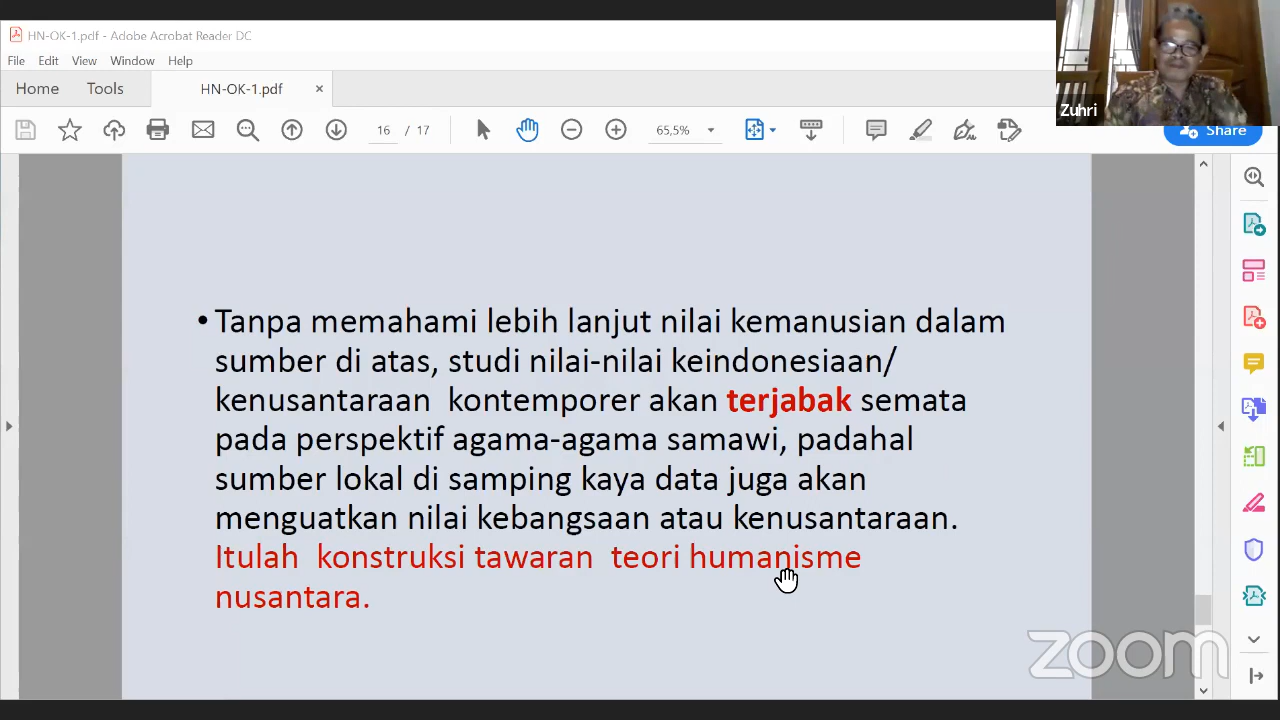 HN-OK-1.pdf - Adobe Acrobat Reader DC
File Edit View Window Help
Home Tools HN-OK-1.pdf ×
16 / 17 65,5%
Zuhri
Share
• Tanpa memahami lebih lanjut nilai kemanusian dalam
sumber di atas, studi nilai-nilai keindonesiaan/
kenusantaraan kontemporer akan terjabak semata
pada perspektif agama-agama samawi, padahal
sumber lokal di samping kaya data juga akan
menguatkan nilai kebangsaan atau kenusantaraan.
Itulah konstruksi tawaran teori humanisme
nusantara.
zoom